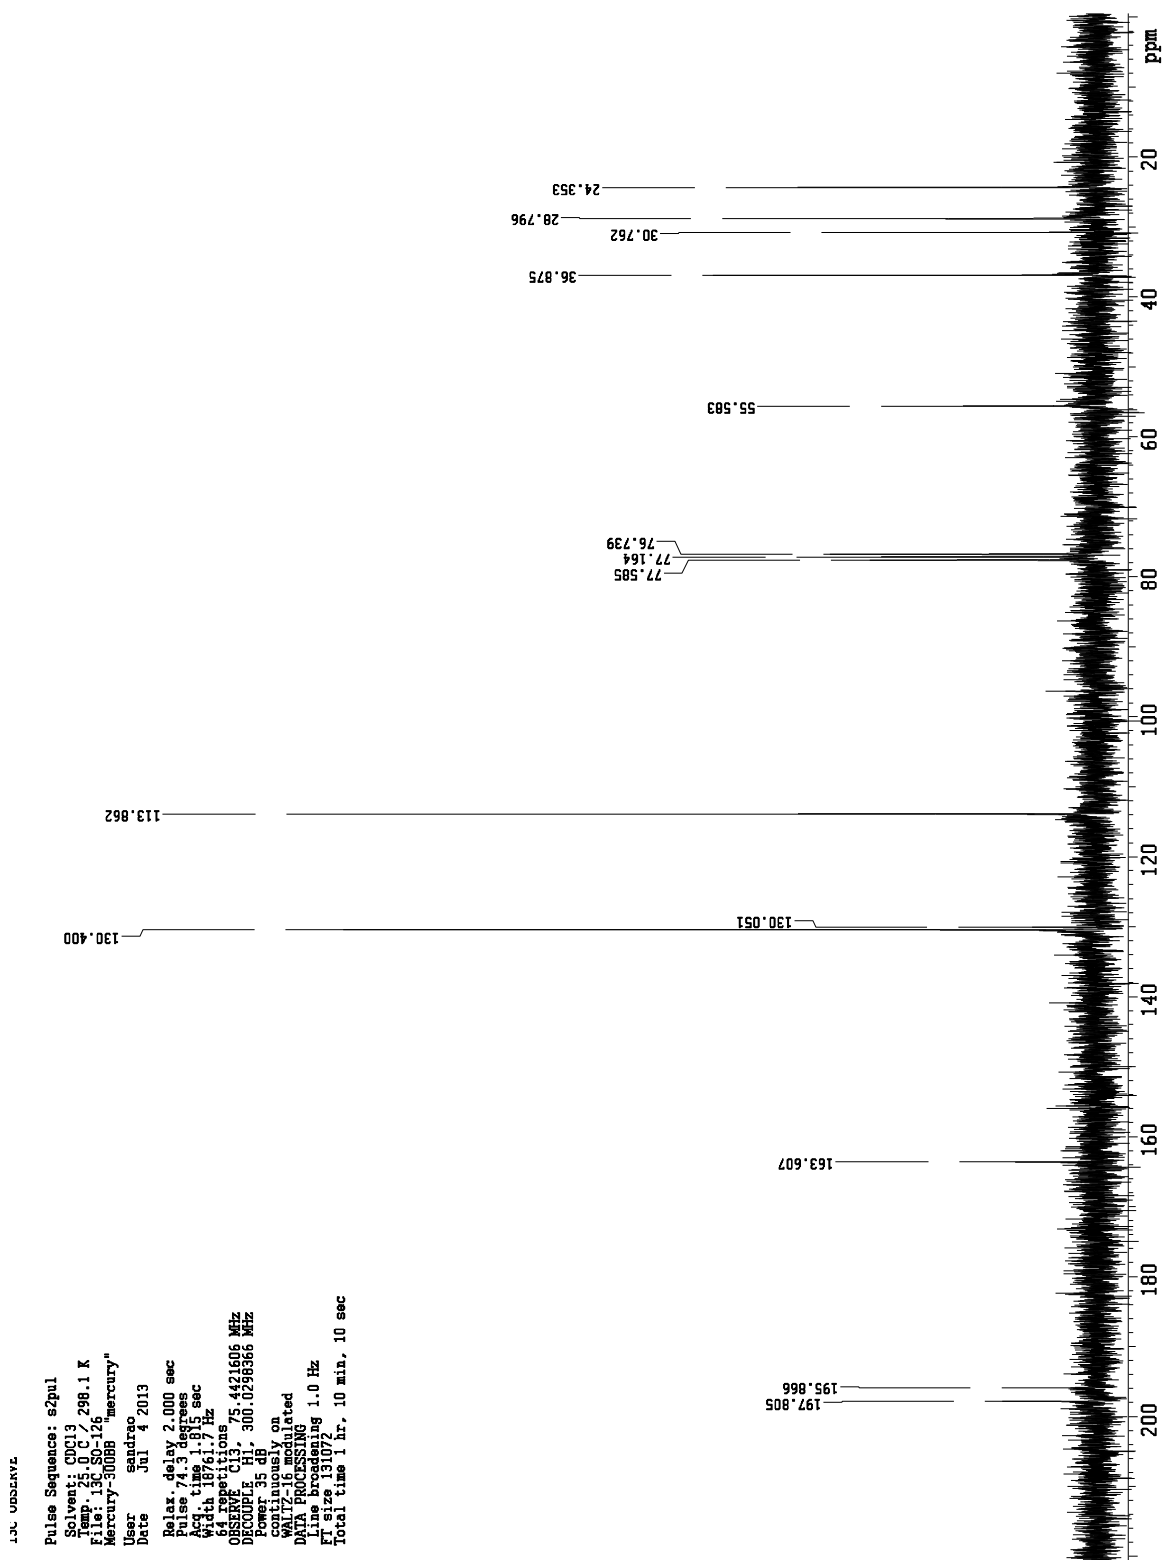 13C OBSERVE
Pulse Sequence: s2pul
Solvent: CDCl3
Temp. 25.0 C / 298.1 K
File: 13C_SO-126
Mercury-300BB "mercury"
User sandrao
Date Jul 4 2013
Relax. delay 2.000 sec
Pulse 74.3 degrees
Acq. time 1.815 sec
Width 18761.7 Hz
64 repetitions
OBSERVE C13, 75.4421606 MHz
DECOUPLE H1, 300.0298366 MHz
Power 35 dB
continuously on
WALTZ-16 modulated
DATA PROCESSING
Line broadening 1.0 Hz
FT size 131072
Total time 1 hr, 10 min, 10 sec
197.805
195.866
163.607
130.400
130.051
113.862
77.585
77.164
76.739
55.583
36.875
30.762
28.796
24.353
200
180
160
140
120
100
80
60
40
20
ppm